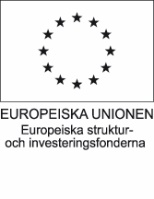 EUROPEISKA UNIONEN
Europeiska struktur-
och investeringsfonderna